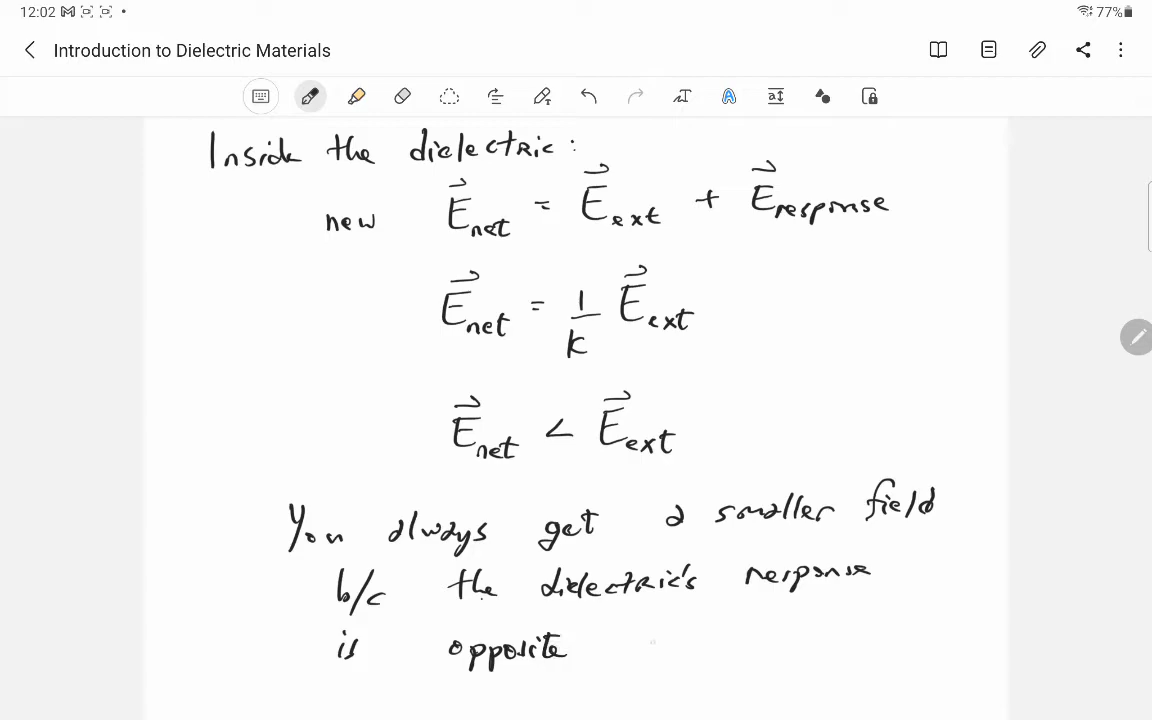 12:02 77%
Introduction to Dielectric Materials
Inside the dielectric:
new E⃗net = E⃗ext + E⃗response
E⃗net = 1/k E⃗ext
E⃗net < E⃗ext
You always get a smaller field
b/c the dielectric's response
is opposite